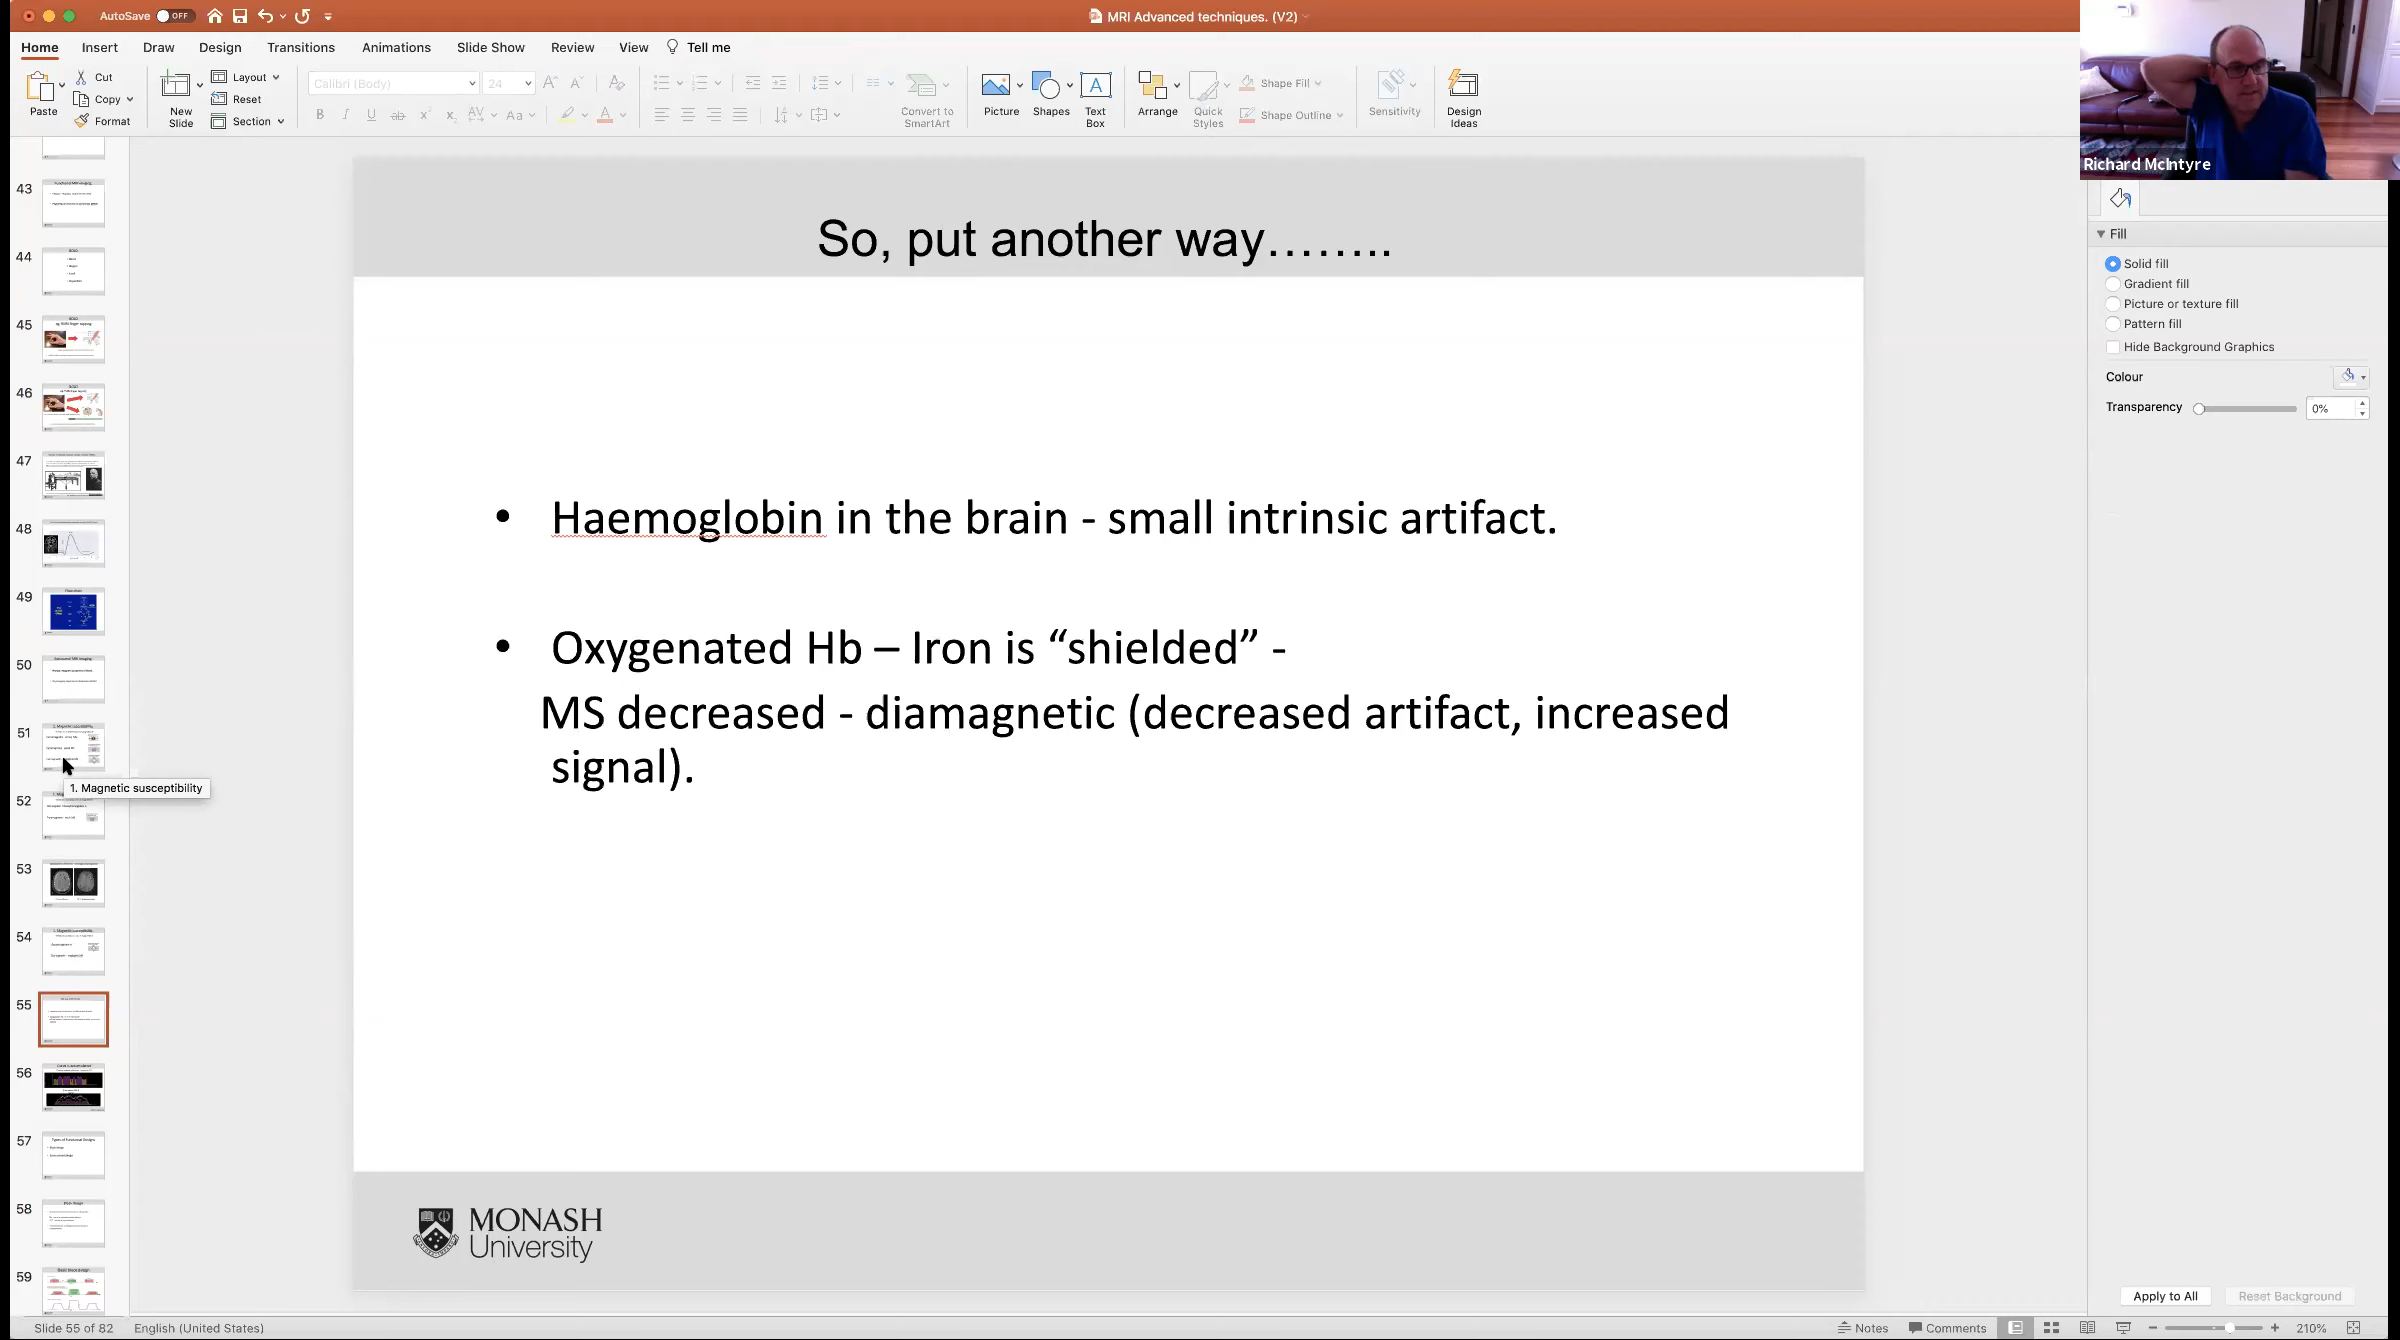 AutoSave OFF
MRI Advanced techniques. (V2)
Home Insert Draw Design Transitions Animations Slide Show Review View Tell me
Paste
Cut
Copy
Format
New Slide
Layout
Reset
Section
Calibri (Body) 24
Convert to SmartArt
Picture
Shapes
Text Box
Arrange
Quick Styles
Shape Fill
Shape Outline
Sensitivity
Design Ideas
Richard McIntyre
43
44
45
46
47
48
49
50
51
1. Magnetic susceptibility
52
53
54
55
56
57
58
59
So, put another way……..
• Haemoglobin in the brain - small intrinsic artifact.
• Oxygenated Hb – Iron is “shielded” -
MS decreased - diamagnetic (decreased artifact, increased
signal).
MONASH
University
Fill
Solid fill
Gradient fill
Picture or texture fill
Pattern fill
Hide Background Graphics
Colour
Transparency 0%
Apply to All Reset Background
Slide 55 of 82 English (United States) Notes Comments 210%